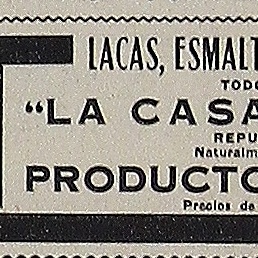 LACAS, ESMALT
TODO
“LA CASA
REPU
Naturalm
PRODUCTO
Precios de